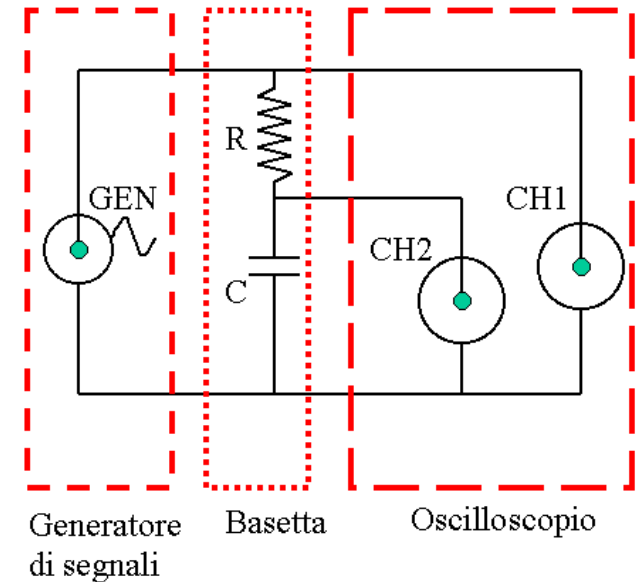 R
GEN
CH1
CH2
C
Generatore
di segnali
Basetta
Oscilloscopio